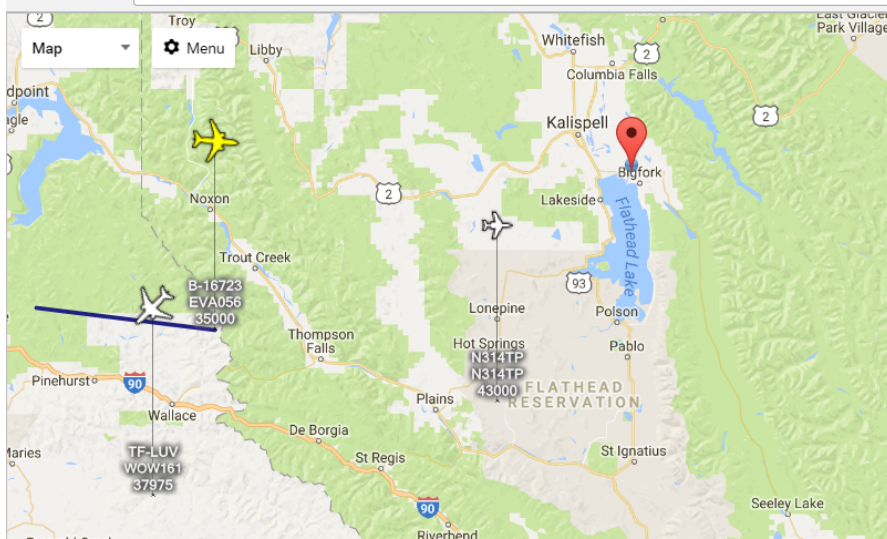 2
Troy
East Glacier
Park Village
Map
Menu
Libby
Whitefish
2
Columbia Falls
dpoint
gle
2
Kalispell
Bigfork
Noxon
2
Lakeside
Flathead Lake
Trout Creek
B-16723
EVA056
35000
93
Lonepine
Polson
Thompson
Falls
Hot Springs
Pablo
N314TP
N314TP
43000
FLATHEAD
RESERVATION
Pinehurst
90
Wallace
Plains
De Borgia
Maries
TF-LUV
WOW161
37975
St Regis
St Ignatius
90
Seeley Lake
Riverbend